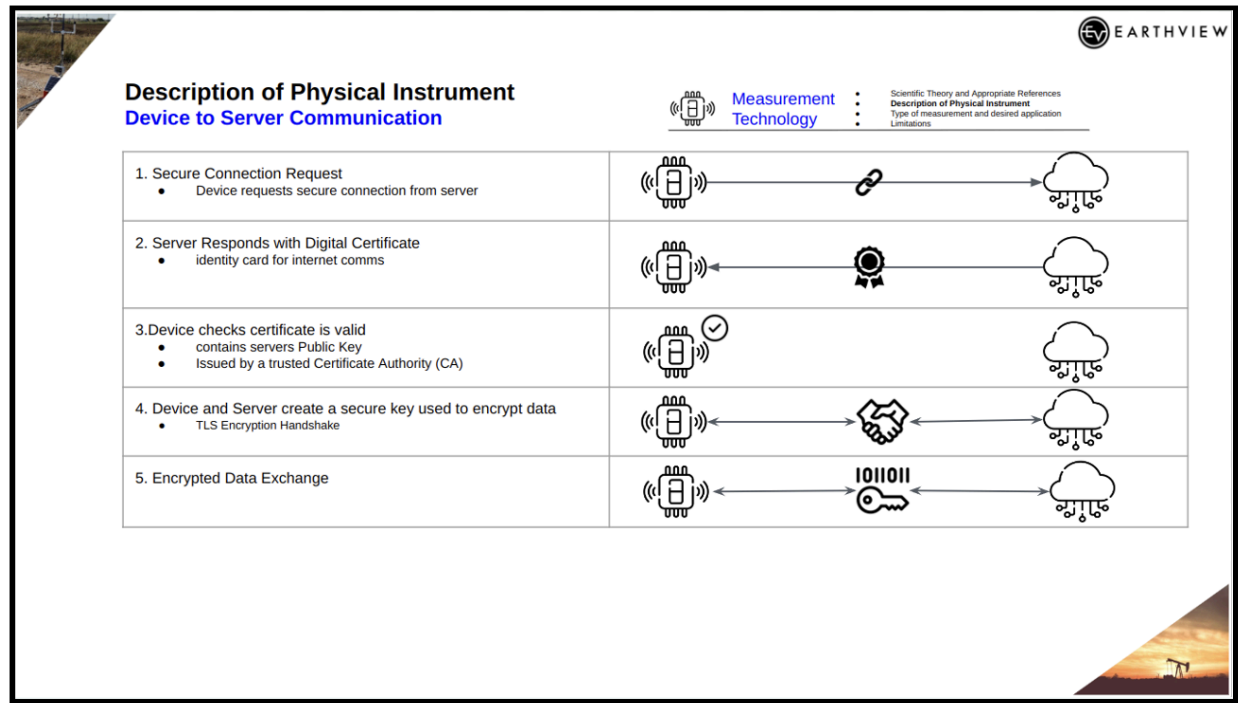 EV EARTHVIEW
Description of Physical Instrument
Device to Server Communication
Measurement
Technology
● Scientific Theory and Appropriate References
● Description of Physical Instrument
● Type of measurement and desired application
● Limitations
1. Secure Connection Request
● Device requests secure connection from server
2. Server Responds with Digital Certificate
● identity card for internet comms
3.Device checks certificate is valid
● contains servers Public Key
● Issued by a trusted Certificate Authority (CA)
4. Device and Server create a secure key used to encrypt data
● TLS Encryption Handshake
5. Encrypted Data Exchange
1011011